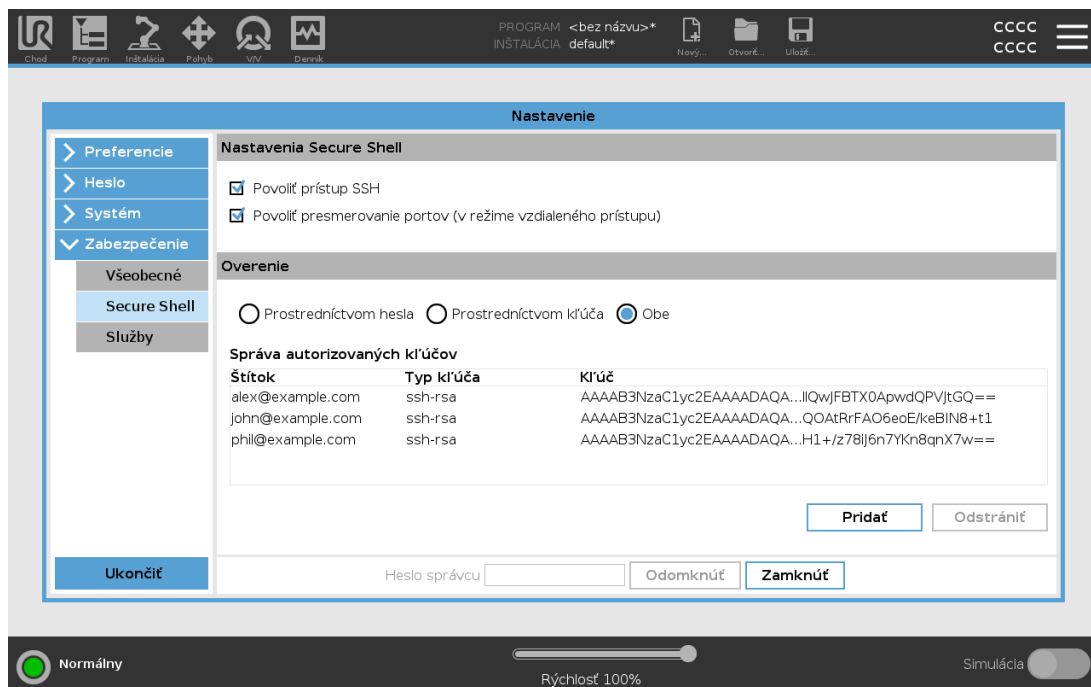 PROGRAM <bez názvu>*
INŠTALÁCIA default*
CCCC
CCCC
Chod Program Inštalácia Pohyb V/V Denník Nový... Otvoriť... Uložiť...
Nastavenie
Preferencie
Heslo
Systém
Zabezpečenie
Všeobecné
Secure Shell
Služby
Ukončiť
Nastavenia Secure Shell
Povoliť prístup SSH
Povoliť presmerovanie portov (v režime vzdialeného prístupu)
Overenie
Prostredníctvom hesla Prostredníctvom kľúča Obe
Správa autorizovaných kľúčov
Štítok Typ kľúča Kľúč
alex@example.com ssh-rsa AAAAB3NzaC1yc2EAAAADAQA...IlQwJFBTX0ApwdQPVJtGQ==
john@example.com ssh-rsa AAAAB3NzaC1yc2EAAAADAQA...QOAtRrFAO6eoE/keBIN8+t1
phil@example.com ssh-rsa AAAAB3NzaC1yc2EAAAADAQA...H1+/z78iJ6n7YKn8qnX7w==
Pridať Odstrániť
Heslo správcu Odomknúť Zamknúť
Normálny
Rýchlosť 100%
Simulácia